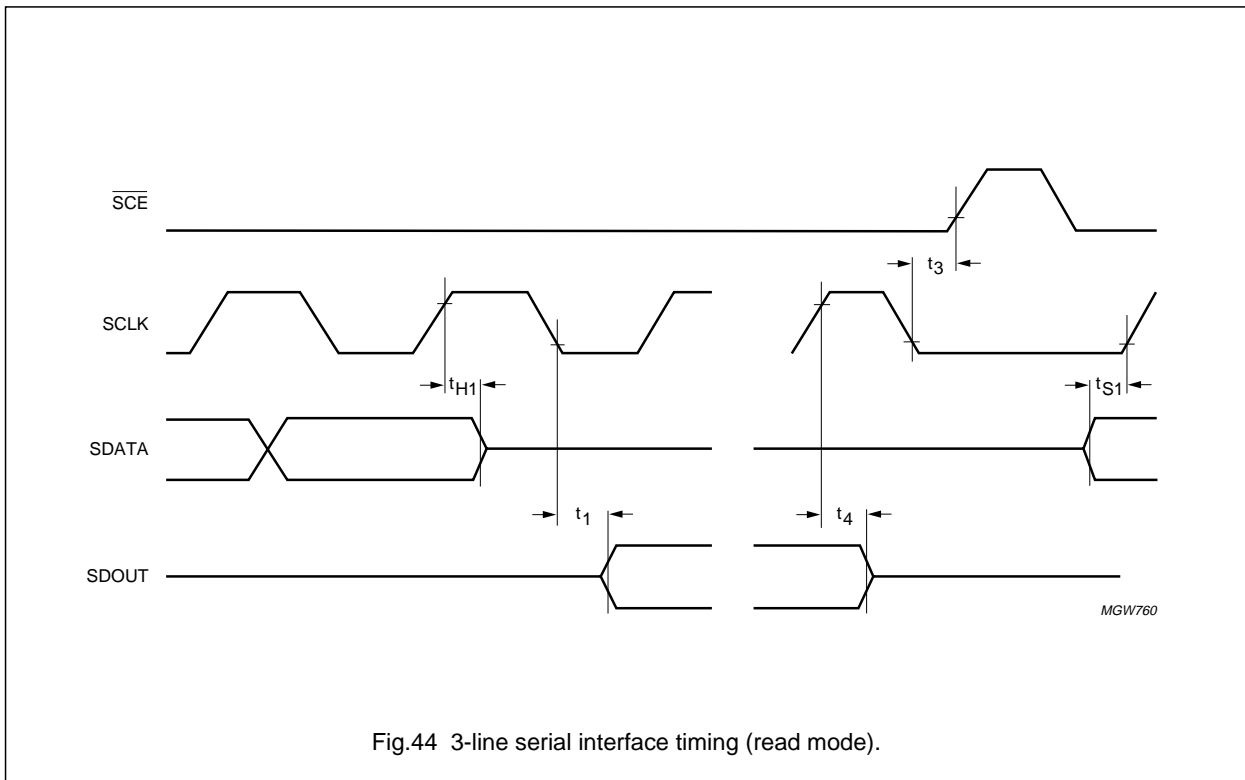 SCE
t3
SCLK
tH1
tS1
SDATA
t1
t4
SDOUT
MGW760
Fig.44 3-line serial interface timing (read mode).